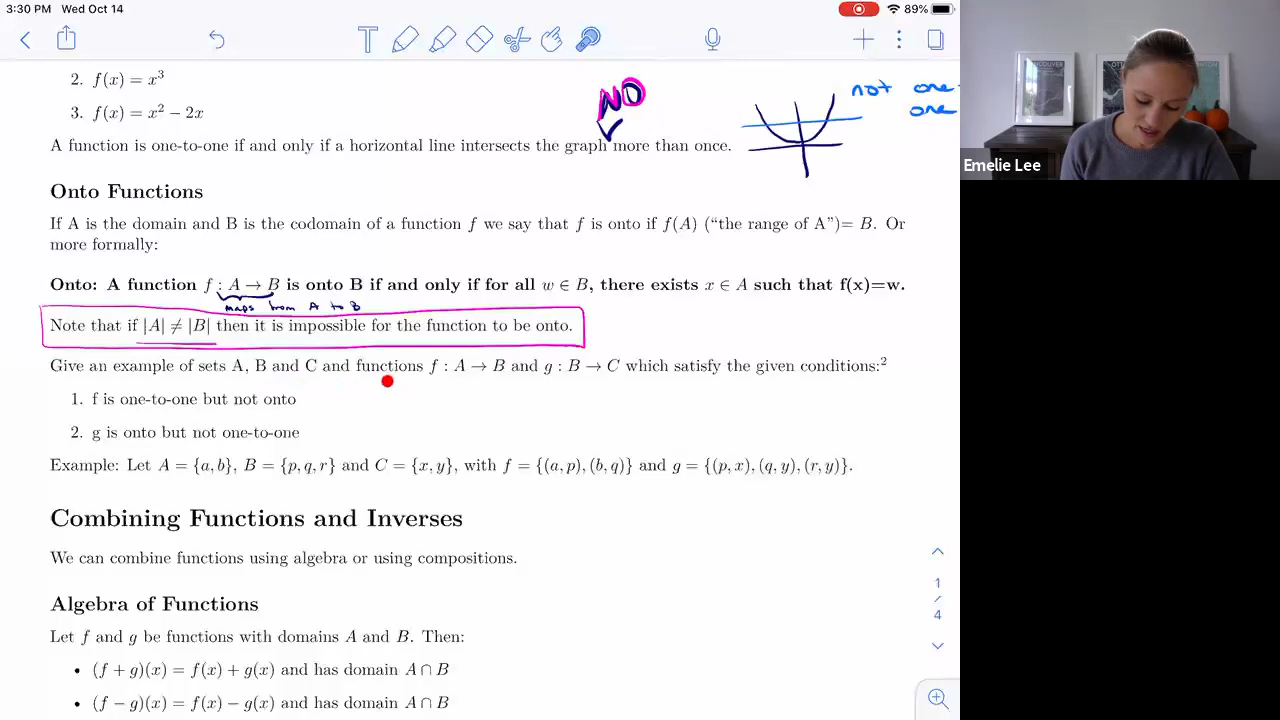 3:30 PM Wed Oct 14
89%
2. f(x) = x³
3. f(x) = x² − 2x
NO
not one-
one
A function is one-to-one if and only if a horizontal line intersects the graph more than once.
Emelie Lee
Onto Functions
If A is the domain and B is the codomain of a function f we say that f is onto if f(A) (“the range of A”)= B. Or
more formally:
Onto: A function f : A → B is onto B if and only if for all w ∈ B, there exists x ∈ A such that f(x)=w.
maps from A to B
Note that if |A| ≠ |B| then it is impossible for the function to be onto.
Give an example of sets A, B and C and functions f : A → B and g : B → C which satisfy the given conditions:²
1. f is one-to-one but not onto
2. g is onto but not one-to-one
Example: Let A = {a, b}, B = {p, q, r} and C = {x, y}, with f = {(a, p), (b, q)} and g = {(p, x), (q, y), (r, y)}.
Combining Functions and Inverses
We can combine functions using algebra or using compositions.
1
/
4
Algebra of Functions
Let f and g be functions with domains A and B. Then:
• (f + g)(x) = f(x) + g(x) and has domain A ∩ B
• (f − g)(x) = f(x) − g(x) and has domain A ∩ B